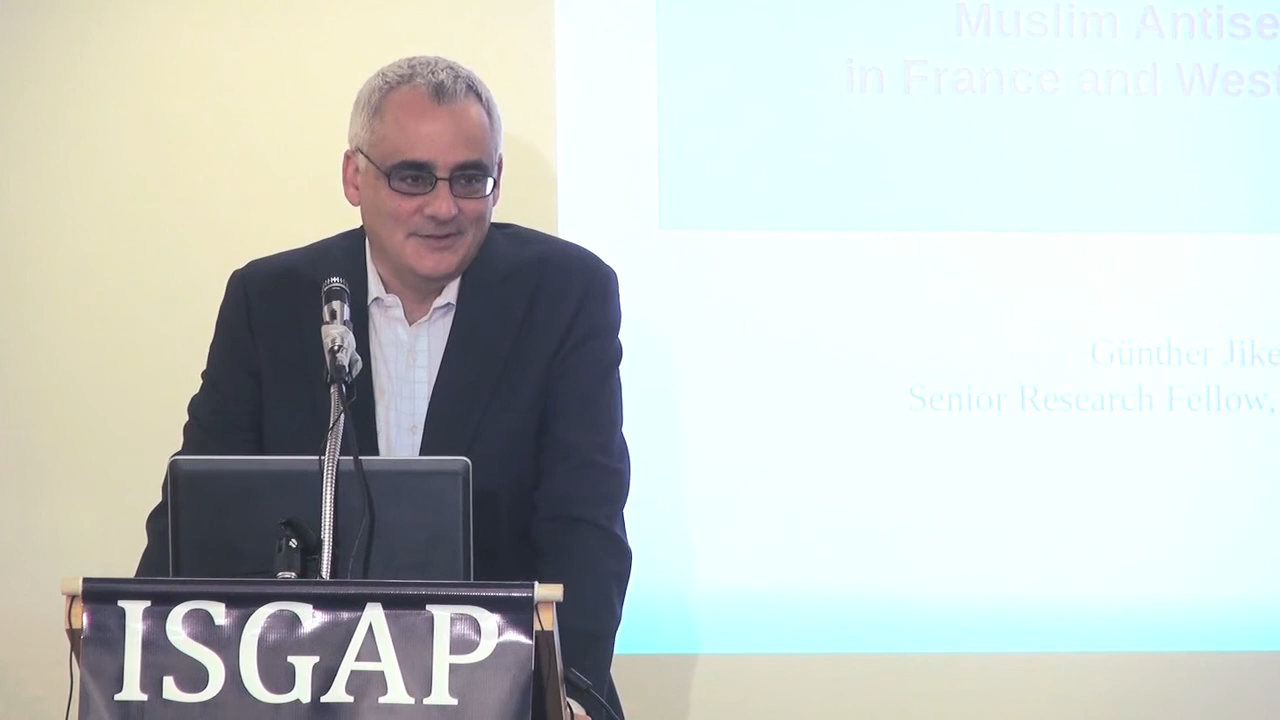 Muslim Antise
in France and West
Günther Jike
Senior Research Fellow,
ISGAP